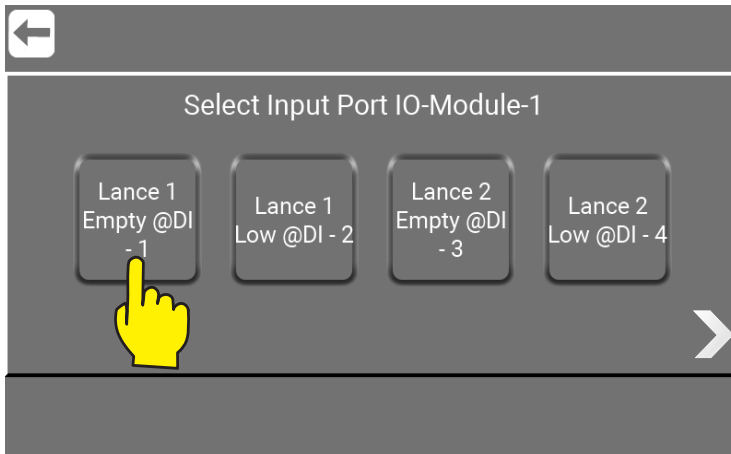 Select Input Port IO-Module-1
Lance 1
Empty @DI
- 1
Lance 1
Low @DI - 2
Lance 2
Empty @DI
- 3
Lance 2
Low @DI - 4